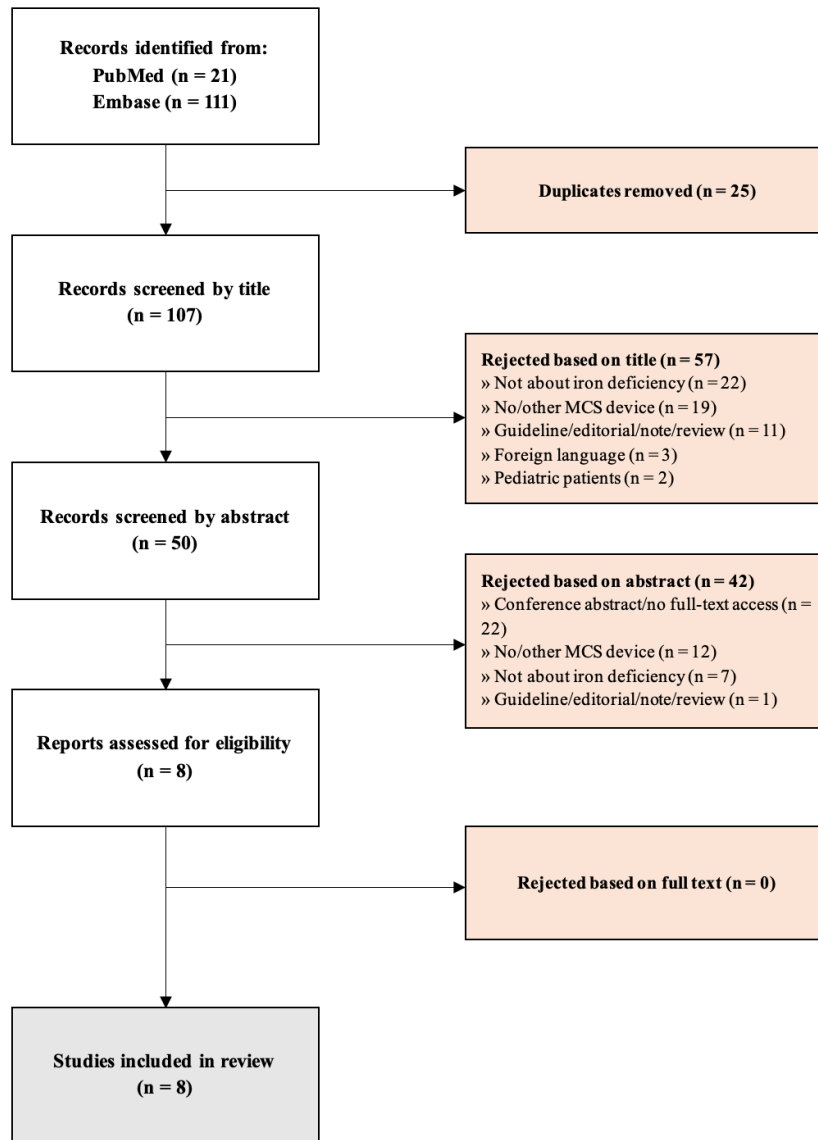 Records identified from:
PubMed (n = 21)
Embase (n = 111)
Duplicates removed (n = 25)
Records screened by title
(n = 107)
Rejected based on title (n = 57)
» Not about iron deficiency (n = 22)
» No/other MCS device (n = 19)
» Guideline/editorial/note/review (n = 11)
» Foreign language (n = 3)
» Pediatric patients (n = 2)
Records screened by abstract
(n = 50)
Rejected based on abstract (n = 42)
» Conference abstract/no full-text access (n =
22)
» No/other MCS device (n = 12)
» Not about iron deficiency (n = 7)
» Guideline/editorial/note/review (n = 1)
Reports assessed for eligibility
(n = 8)
Rejected based on full text (n = 0)
Studies included in review
(n = 8)